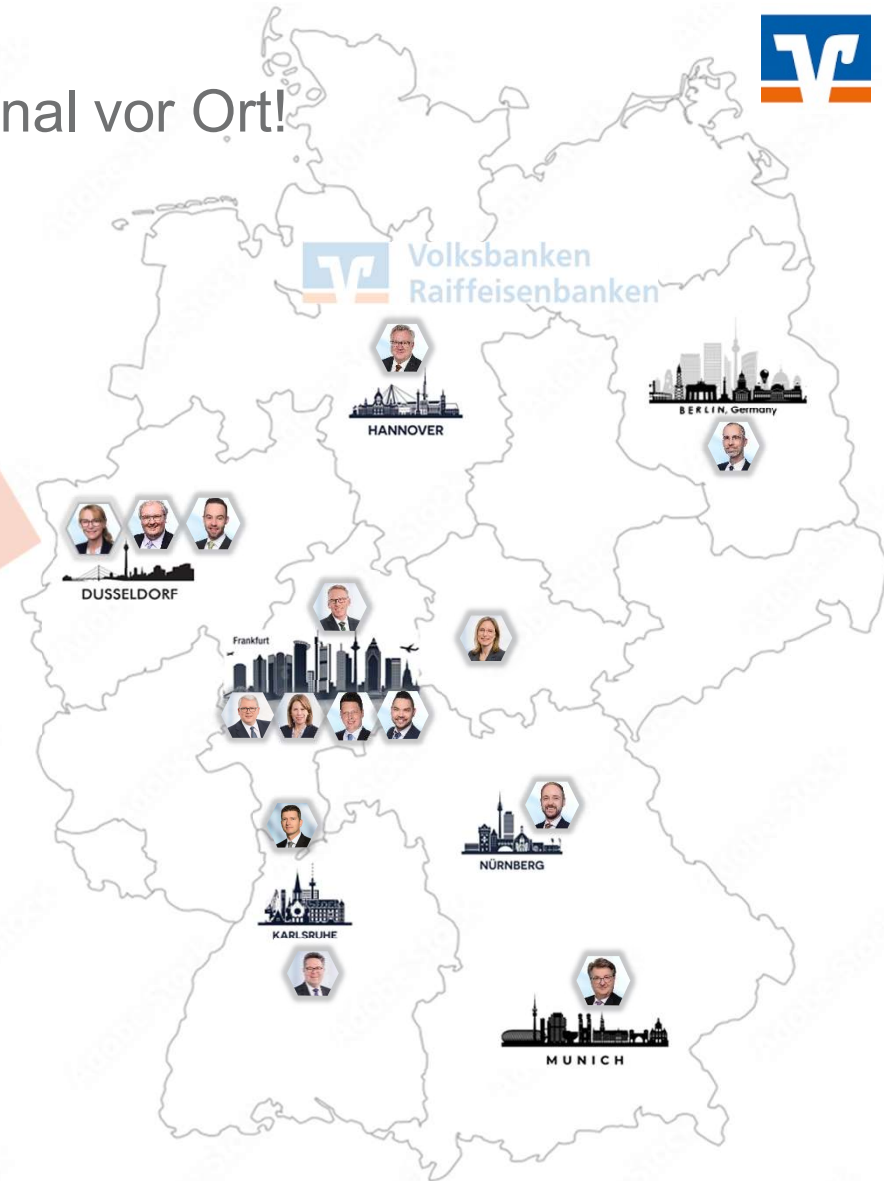 nal vor Ort!
Volksbanken
Raiffeisenbanken
HANNOVER
BERLIN, Germany
DUSSELDORF
Frankfurt
NÜRNBERG
KARLSRUHE
MUNICH